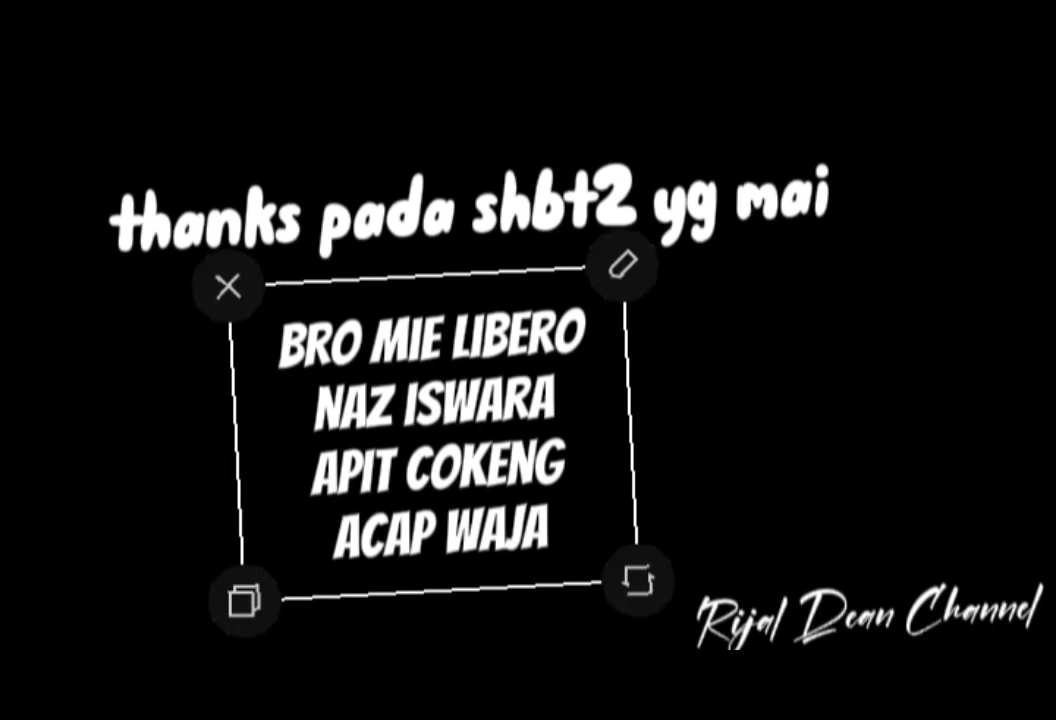 thanks pada shbt2 yg mai
BRO MIE LIBERO
NAZ ISWARA
APIT COKENG
ACAP WAJA
Rijal Dean Channel